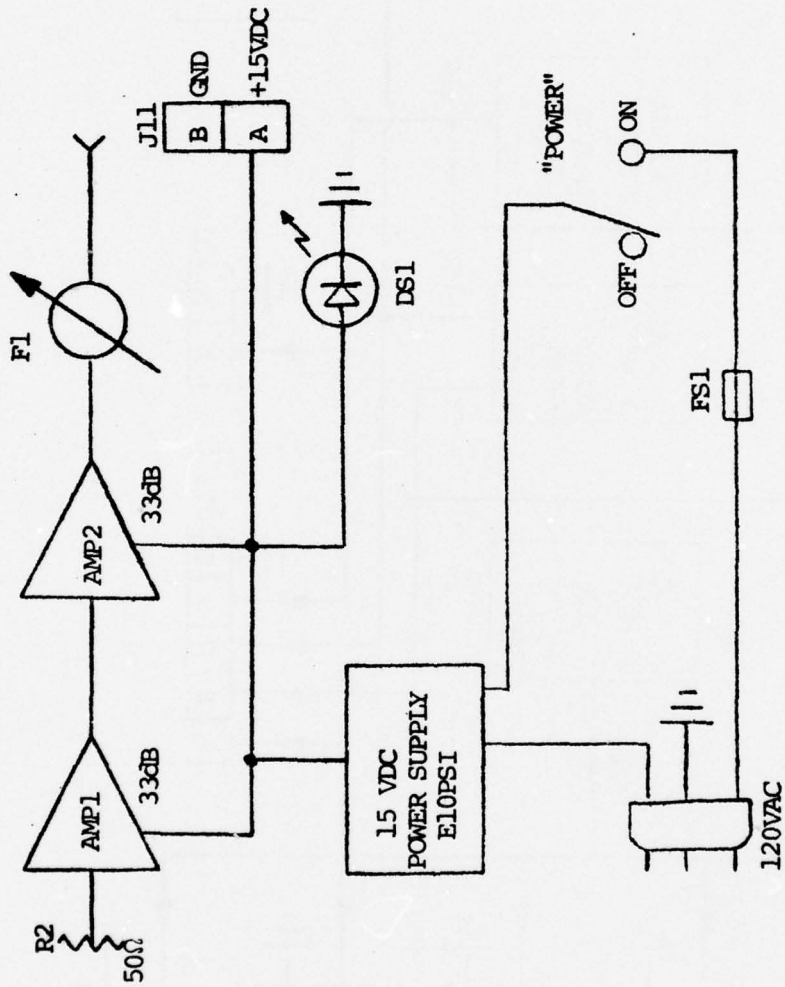 F1
J11
B GND
A +15VDC
R2
50Ω
AMP1
33dB
AMP2
33dB
DS1
15 VDC
POWER SUPPLY
E10PSI
"POWER"
OFF
ON
FS1
120VAC